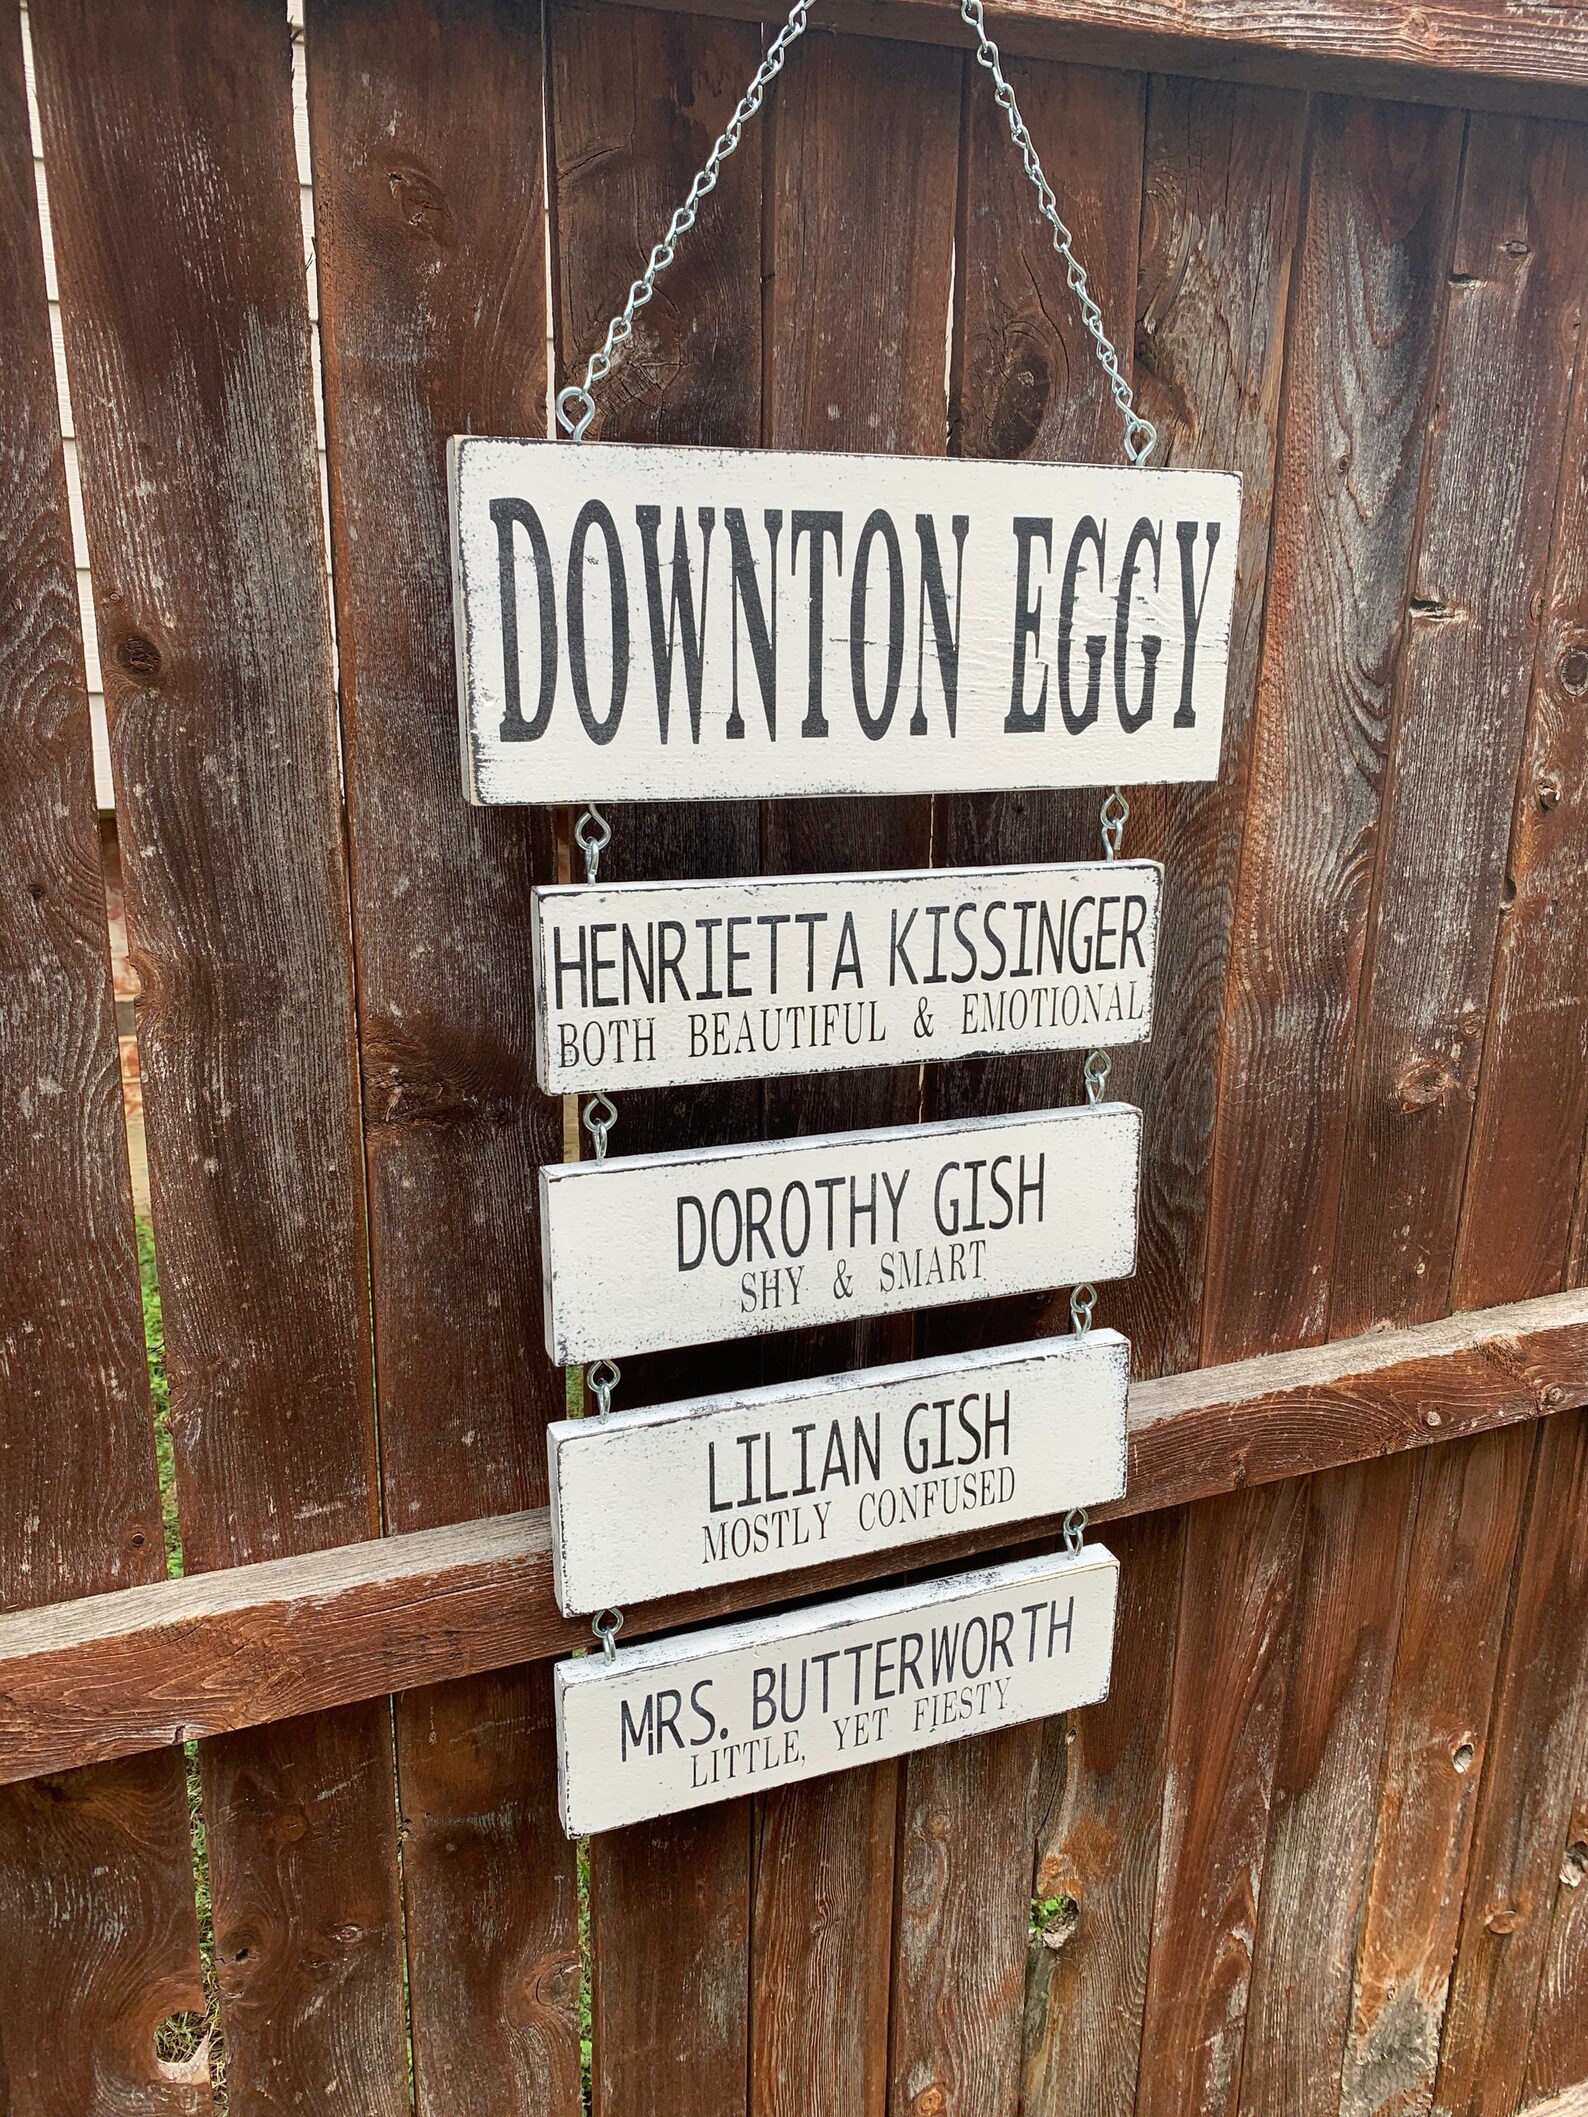 DOWNTON EGGY
HENRIETTA KISSINGER
BOTH BEAUTIFUL & EMOTIONAL
DOROTHY GISH
SHY & SMART
LILIAN GISH
MOSTLY CONFUSED
MRS. BUTTERWORTH
LITTLE, YET FIESTY